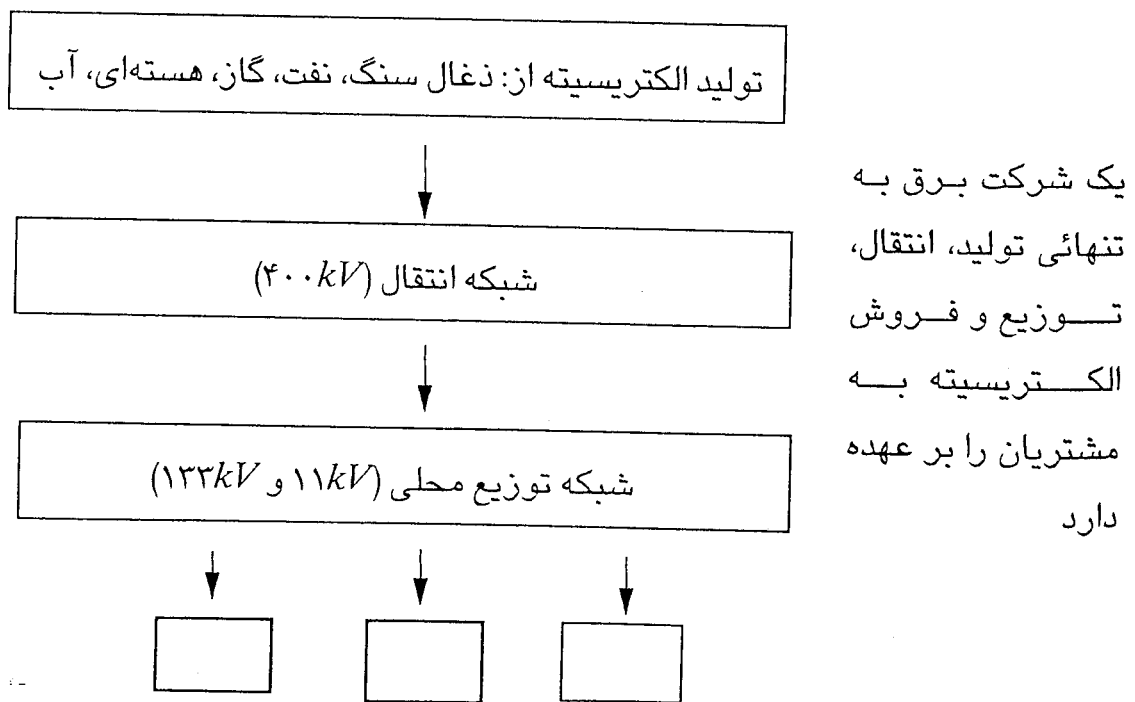 تولید الکتریسیته از: ذغال سنگ، نفت، گاز، هسته‌ای، آب
شبکه انتقال (۴۰۰kV)
شبکه توزیع محلی (۱۱kV و ۱۳۳kV)
یک شرکت برق به
تنهائی تولید، انتقال،
توزیع و فروش
الکتریسیته به
مشتریان را بر عهده
دارد